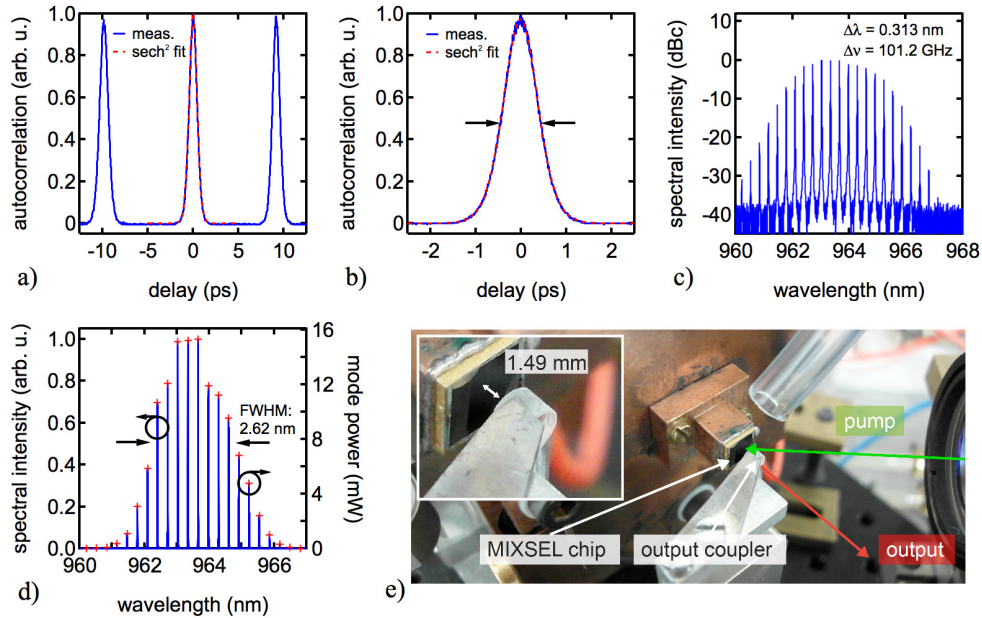 autocorrelation (arb. u.)
1.0
0.8
0.6
0.4
0.2
0
meas.
sech² fit
-10 -5 0 5 10
delay (ps)
a)
autocorrelation (arb. u.)
1.0
0.8
0.6
0.4
0.2
0
meas.
sech² fit
-2 -1 0 1 2
delay (ps)
b)
spectral intensity (dBc)
0
-10
-20
-30
-40
Δλ = 0.313 nm
Δν = 101.2 GHz
960 962 964 966 968
wavelength (nm)
c)
spectral intensity (arb. u.)
1.0
0.8
0.6
0.4
0.2
0.0
FWHM:
2.62 nm
16
12
8
4
0
mode power (mW)
960 962 964 966
wavelength (nm)
d)
1.49 mm
pump
MIXSEL chip
output coupler
output
e)